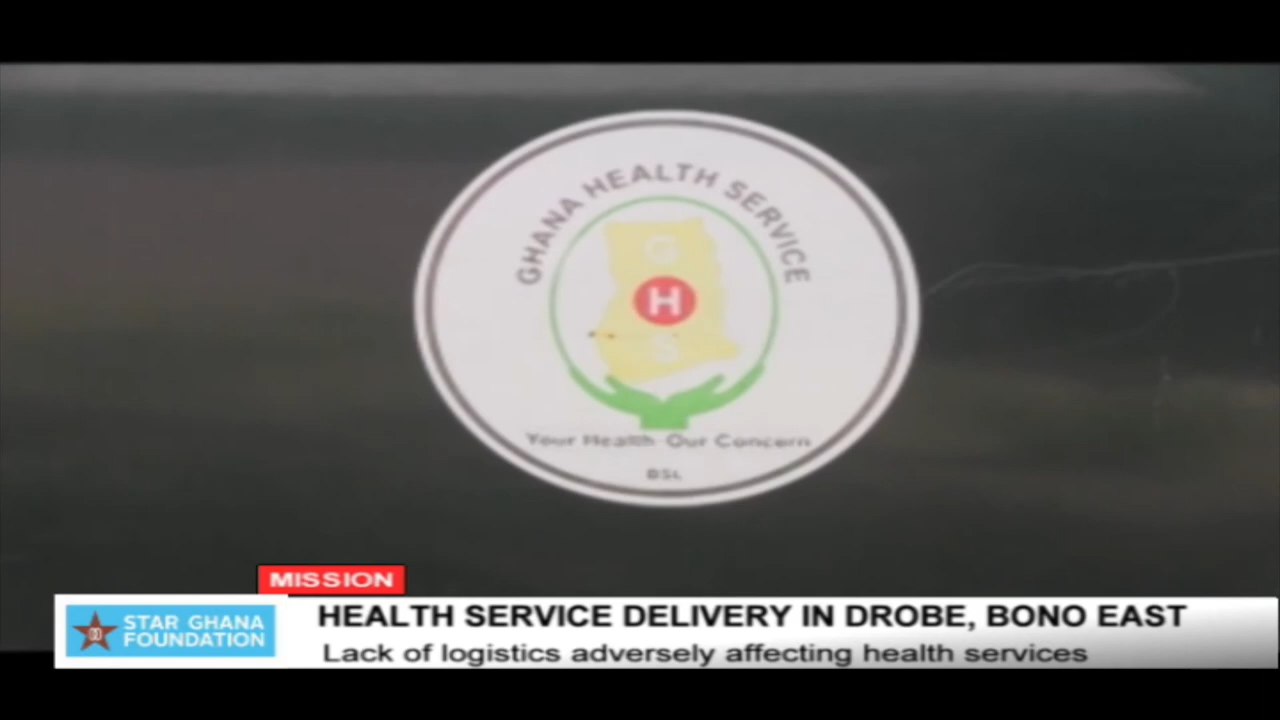 GHANA HEALTH SERVICE
G
H
S
Your Health - Our Concern
BSL
MISSION
STAR GHANA
FOUNDATION
HEALTH SERVICE DELIVERY IN DROBE, BONO EAST
Lack of logistics adversely affecting health services